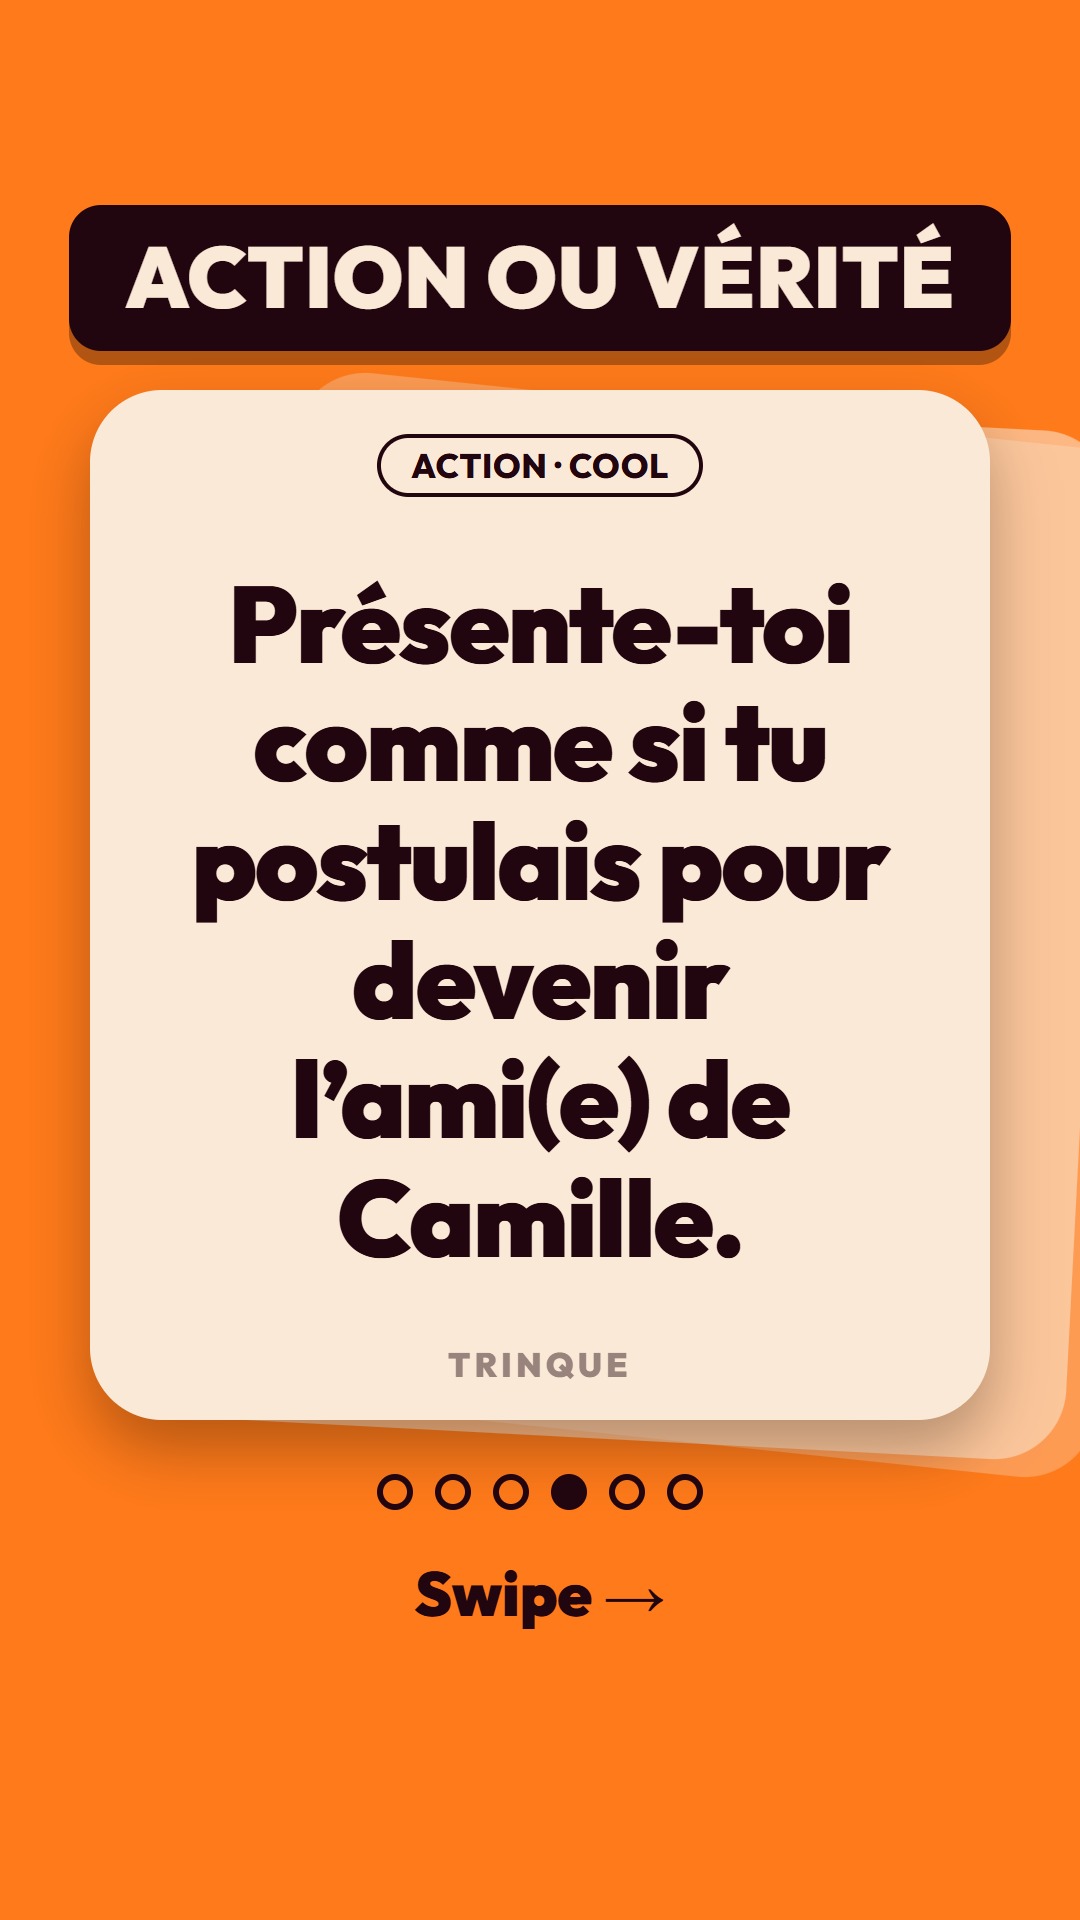 ACTION OU VÉRITÉ
ACTION · COOL
Présente-toi
comme si tu
postulais pour
devenir
l’ami(e) de
Camille.
TRINQUE
Swipe →